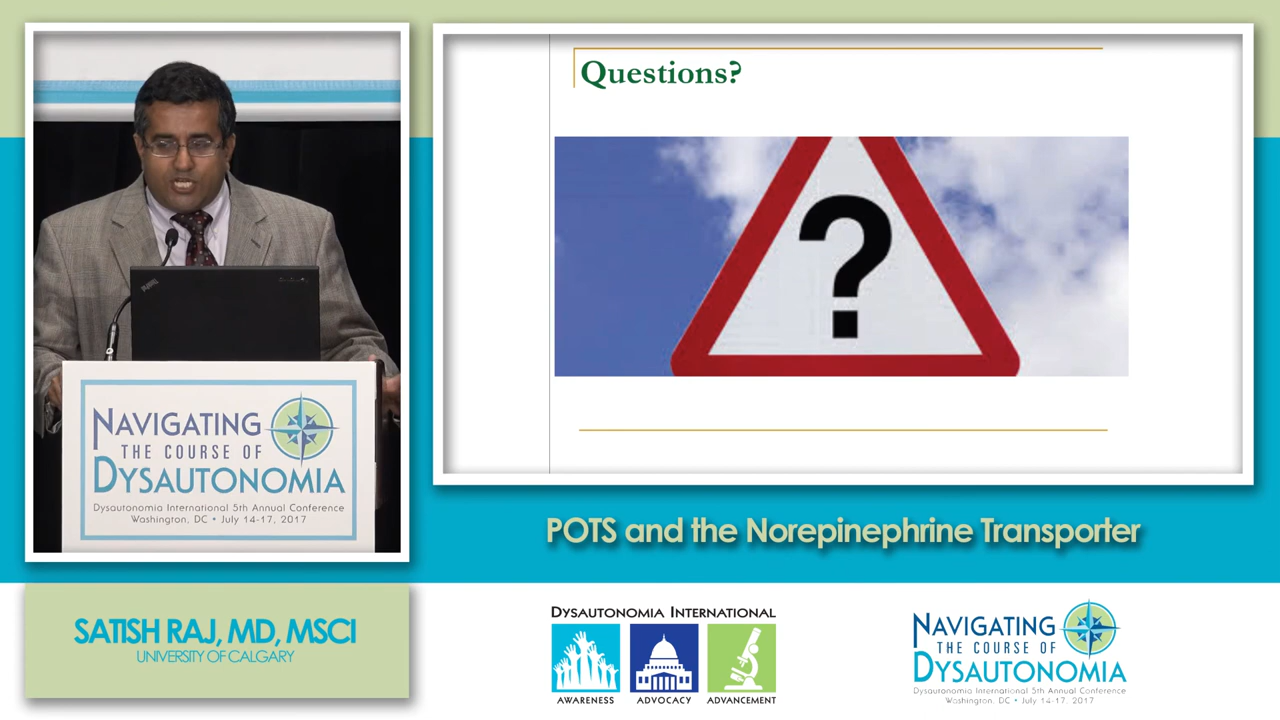 Questions?
?
ThinkPad
NAVIGATING
THE COURSE OF
DYSAUTONOMIA
Dysautonomia International 5th Annual Conference
Washington, DC • July 14-17, 2017
POTS and the Norepinephrine Transporter
SATISH RAJ, MD, MSCI
UNIVERSITY OF CALGARY
DYSAUTONOMIA INTERNATIONAL
AWARENESS
ADVOCACY
ADVANCEMENT
NAVIGATING
THE COURSE OF
DYSAUTONOMIA
Dysautonomia International 5th Annual Conference
Washington, DC • July 14-17, 2017